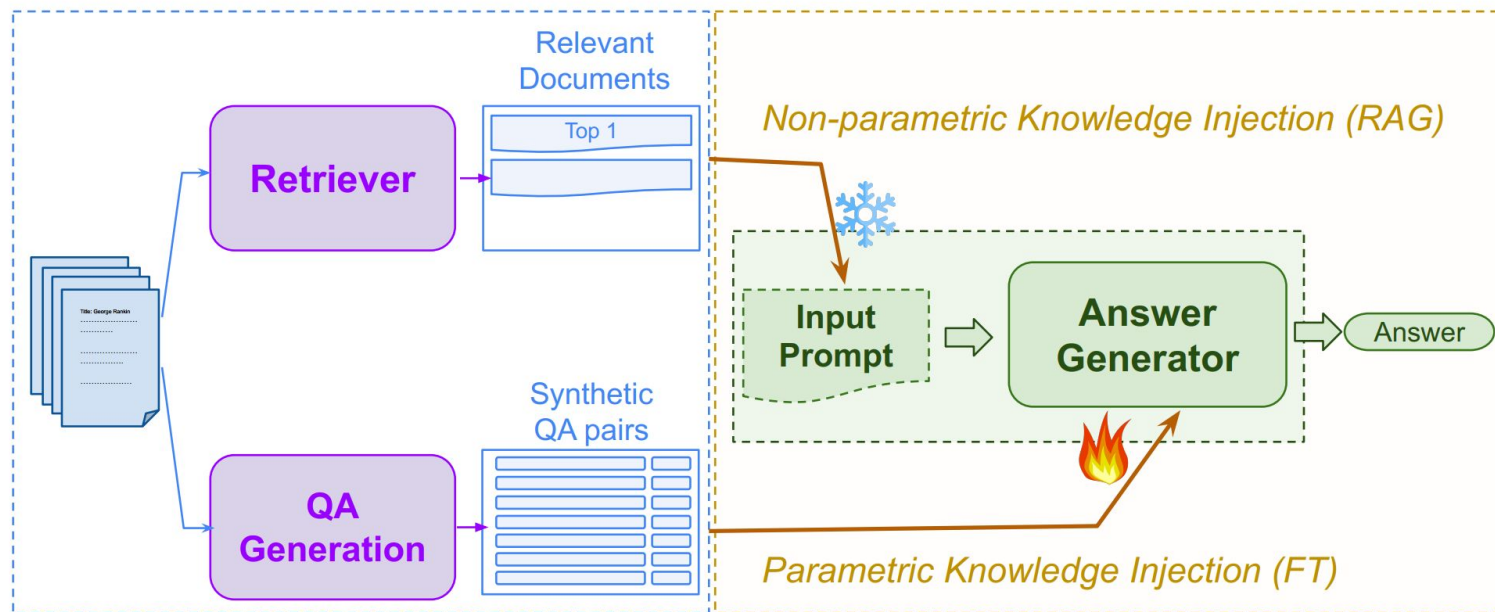 Relevant
Documents
Top 1
Retriever
Title: George Rankin
QA
Generation
Synthetic
QA pairs
Non-parametric Knowledge Injection (RAG)
Input
Prompt
Answer
Generator
Answer
Parametric Knowledge Injection (FT)